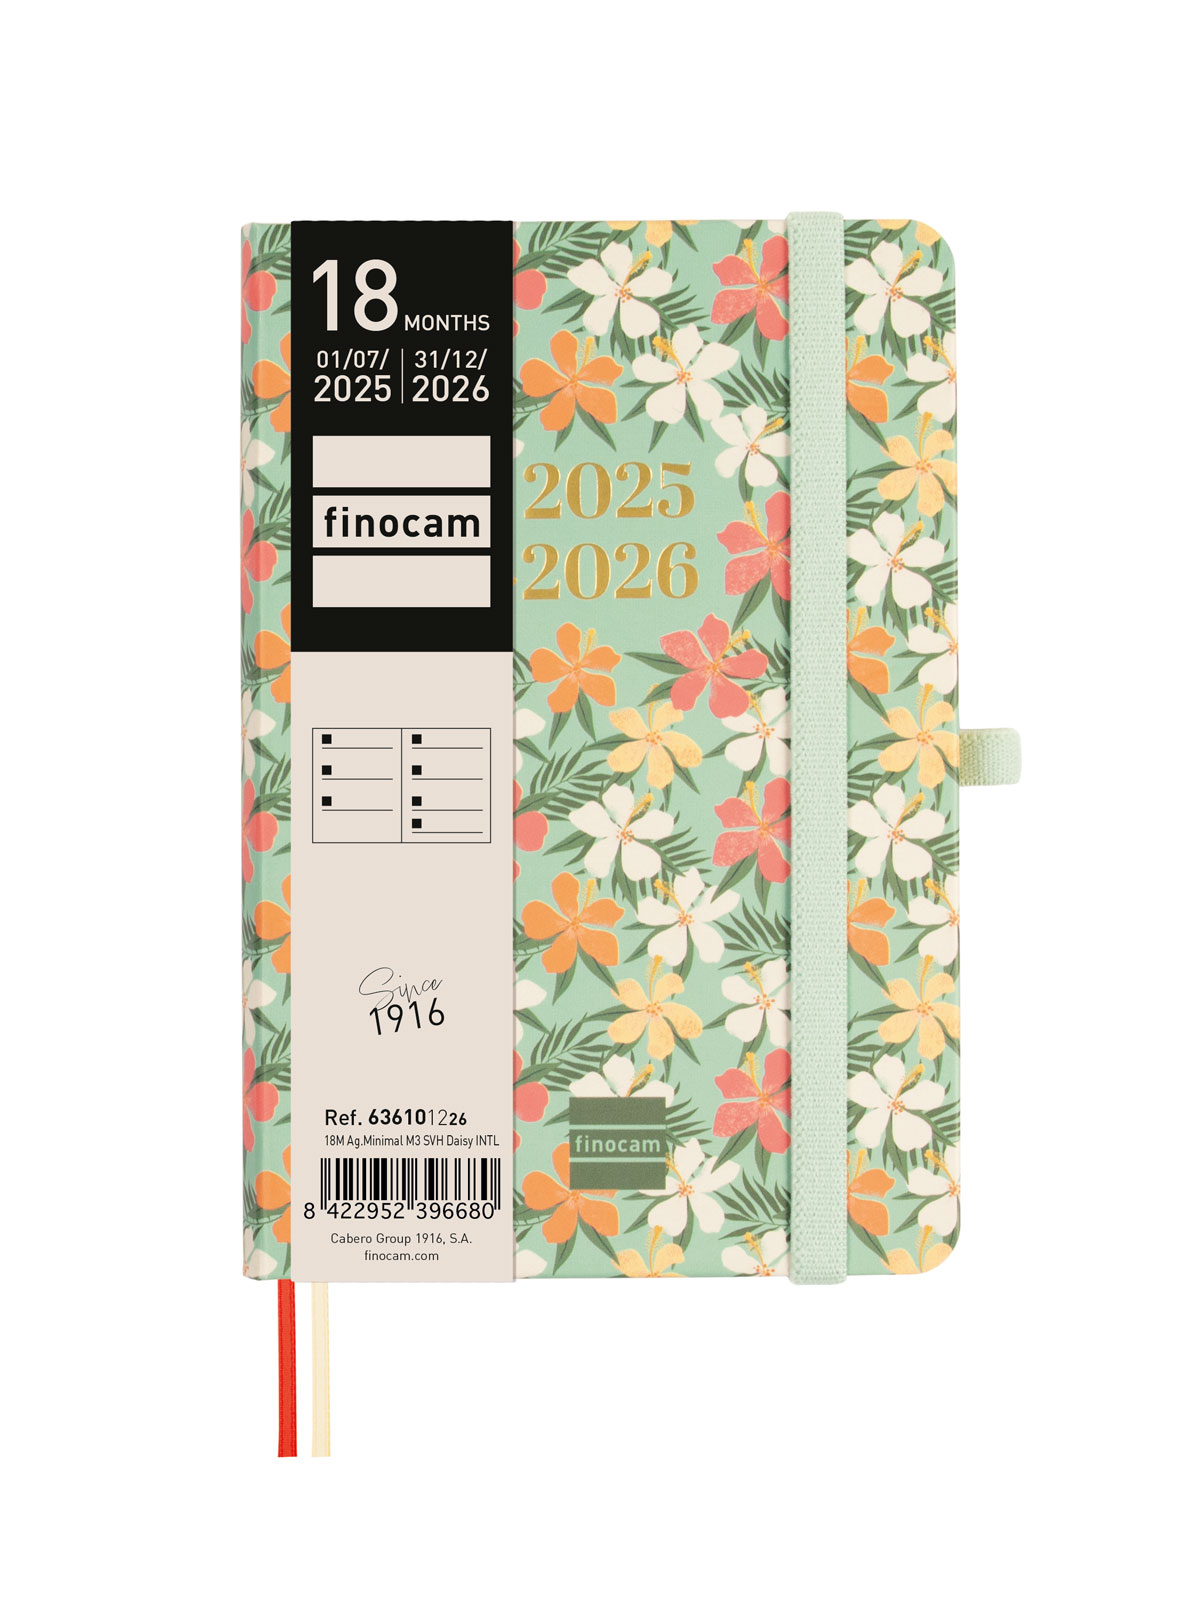 18 MONTHS
01/07/ 31/12/
2025 2026
finocam
2025
2026
Since
1916
Ref. 636101226
18M Ag.Minimal M3 SVH Daisy INTL
8 422952 396680
Cabero Group 1916, S.A.
finocam.com
finocam